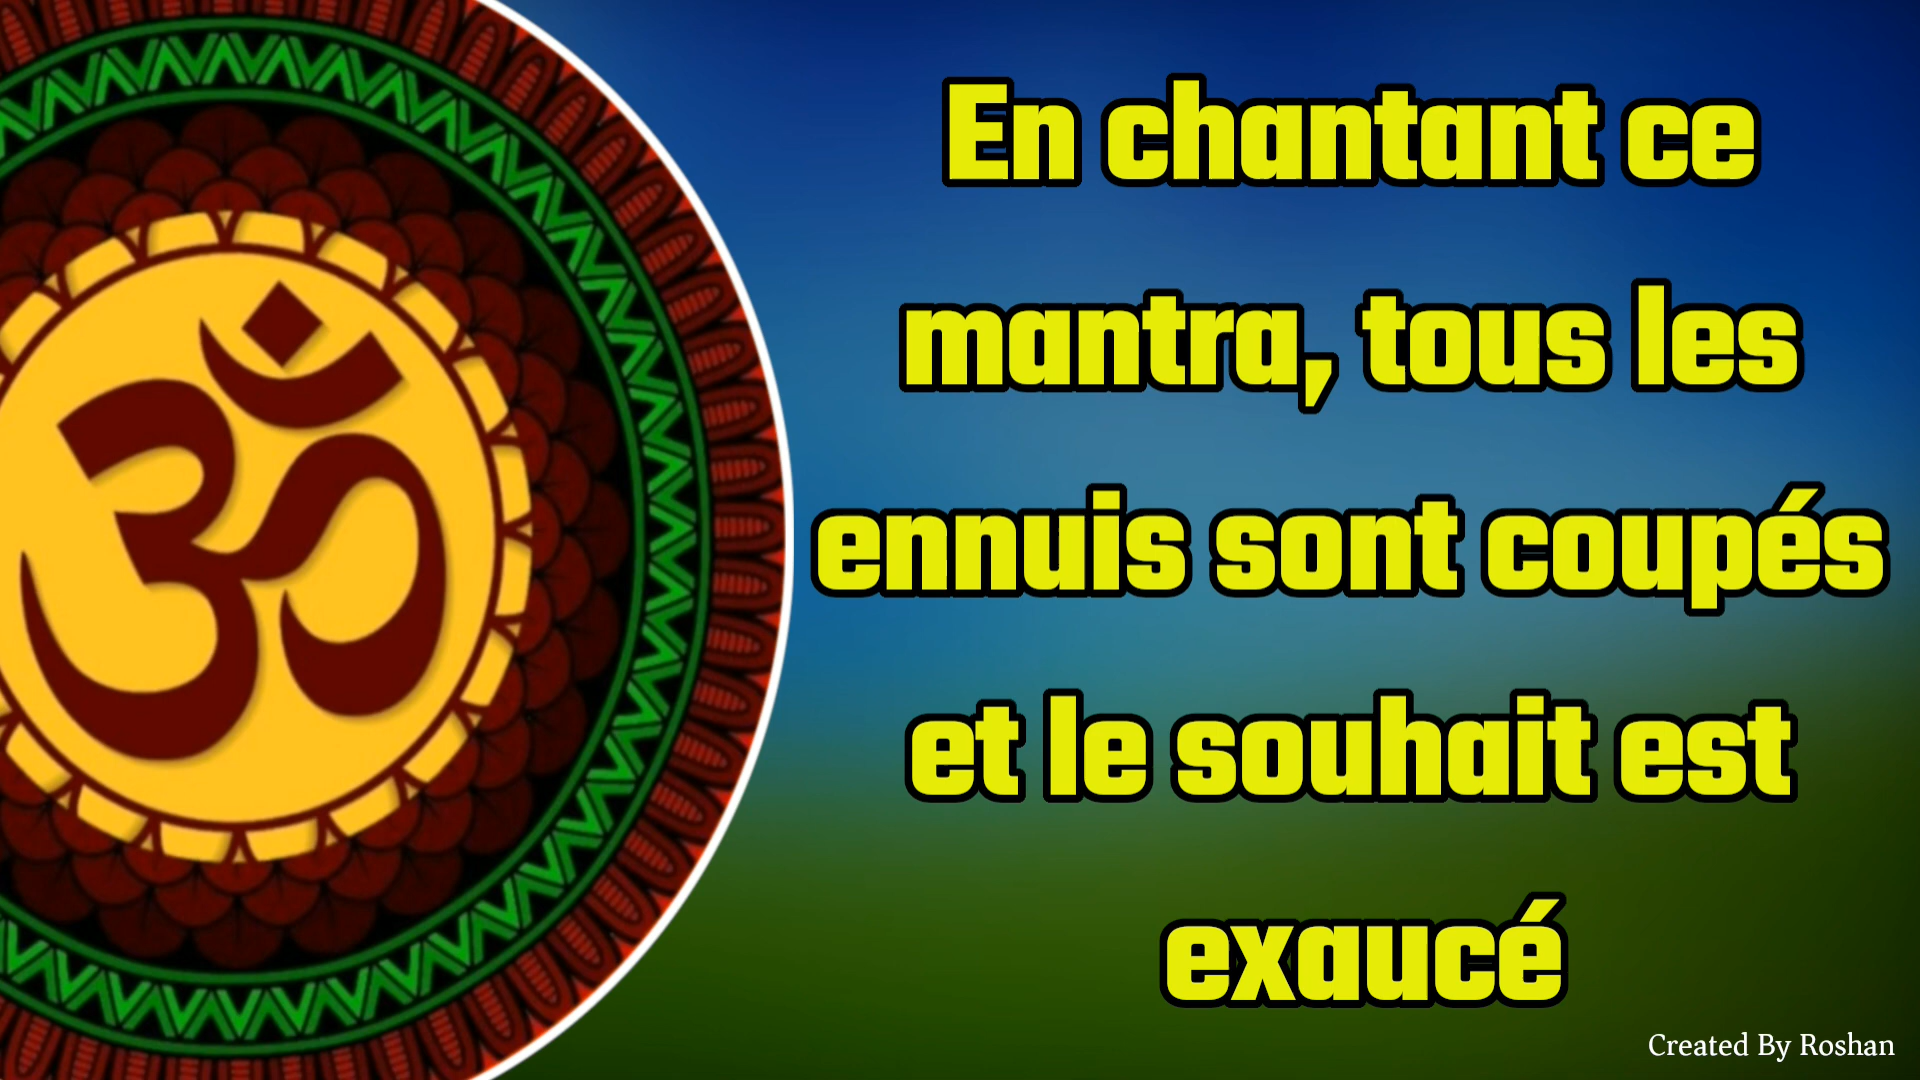 ॐ
En chantant ce
mantra, tous les
ennuis sont coupés
et le souhait est
exaucé
Created By Roshan